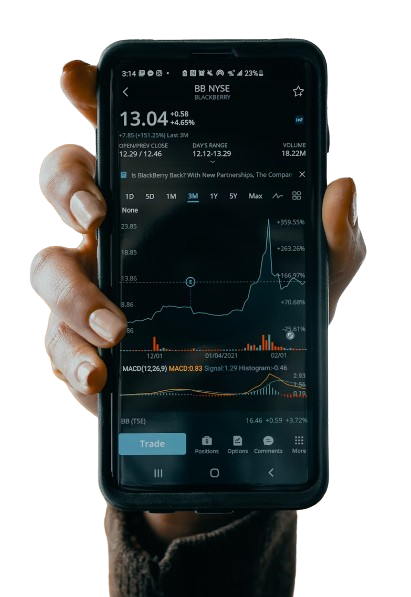 3:14 23%
BB NYSE
BLACKBERRY
13.04 +0.58
+4.65%
+7.85 (+151.25%) Last 3M
OPEN/PREV CLOSE DAY'S RANGE VOLUME
12.29 / 12.46 12.12-13.29 18.22M
Is BlackBerry Back? With New Partnerships, The Compar
1D 5D 1M 3M 1Y 5Y Max
None
23.85 +359.55%
18.85 +263.26%
13.86 +166.97%
E
8.86 +70.68%
-25.61%
12/01 01/04/2021 02/01
MACD(12,26,9) MACD:0.83 Signal:1.29 Histogram:-0.46
2.93
1.56
0.19
BB (TSE) 16.46 +0.59 +3.72%
Trade Positions Options Comments More